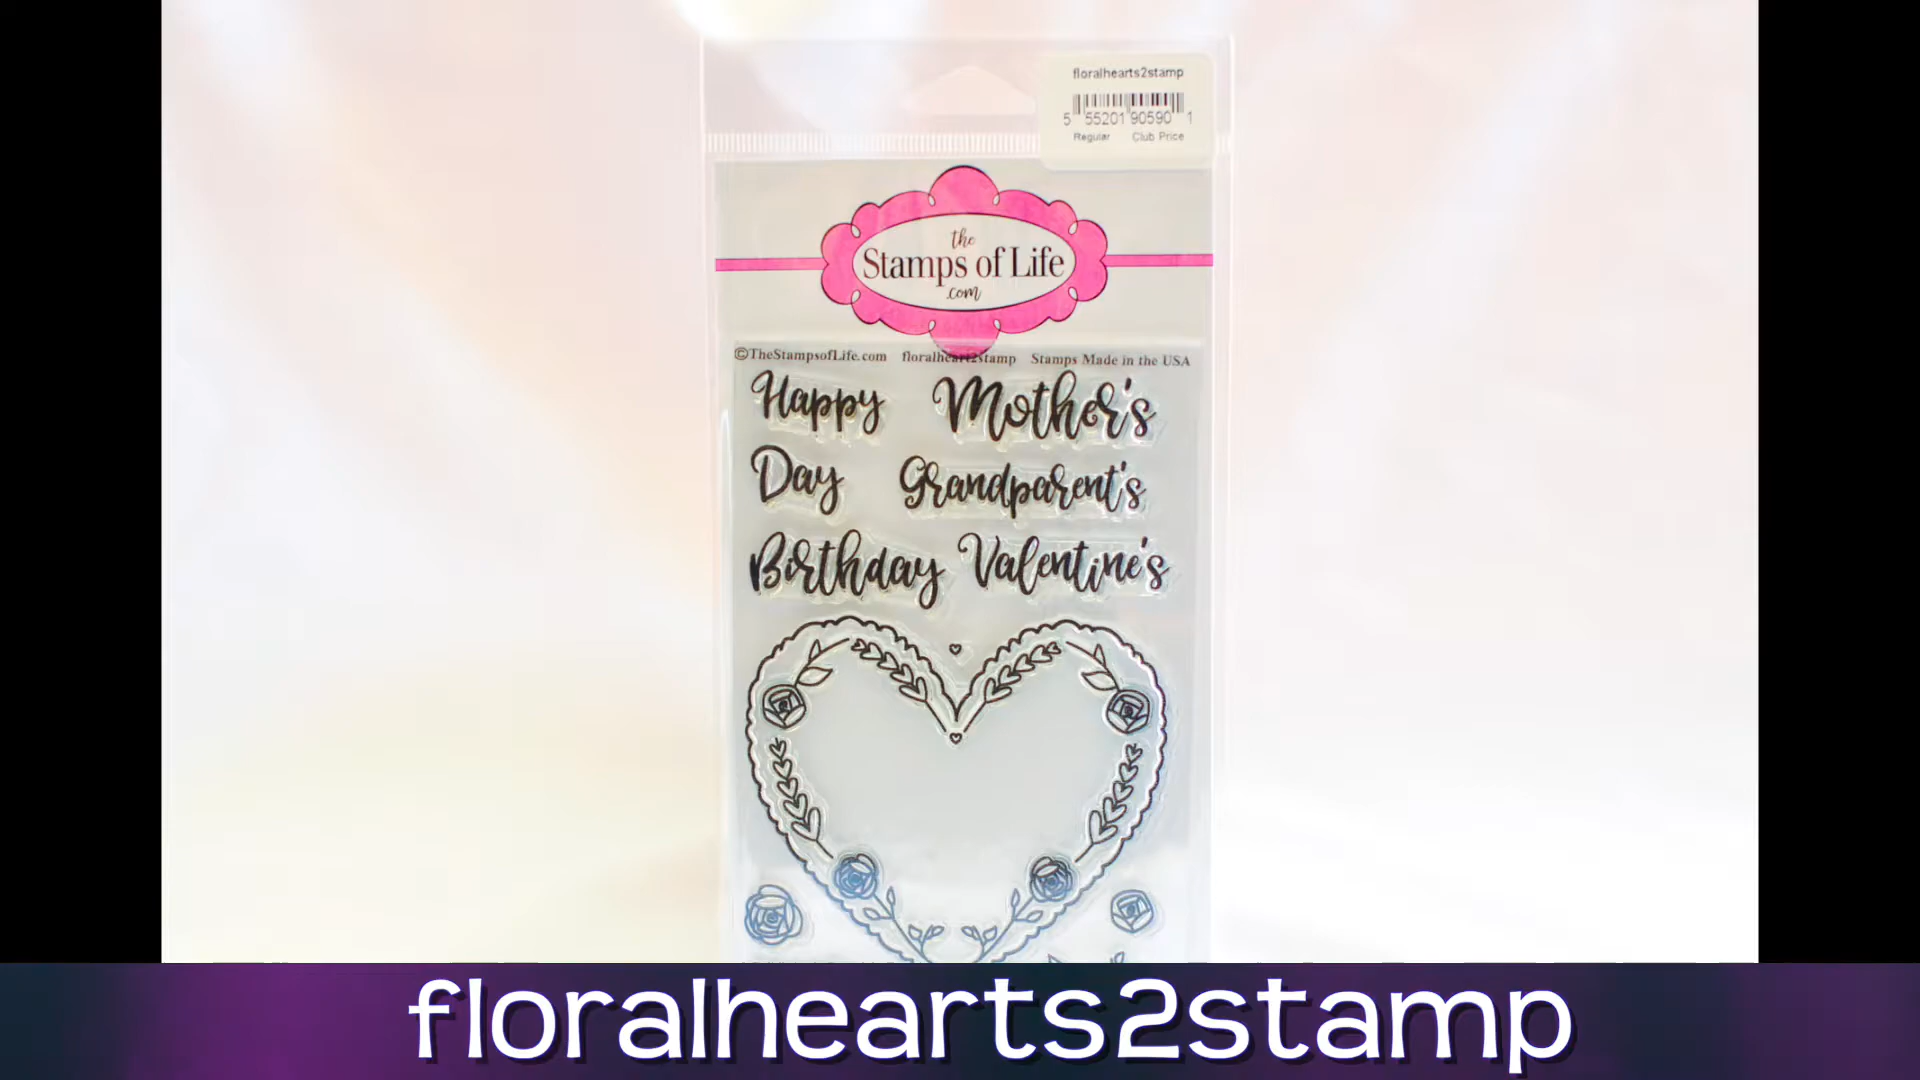 floralhearts2stamp
5 55201 90590 1
Regular Club Price
the
Stamps of Life
.com
©TheStampsofLife.com floralheart2stamp Stamps Made in the USA
Happy Mother's
Day Grandparent's
Birthday Valentine's
floralhearts2stamp